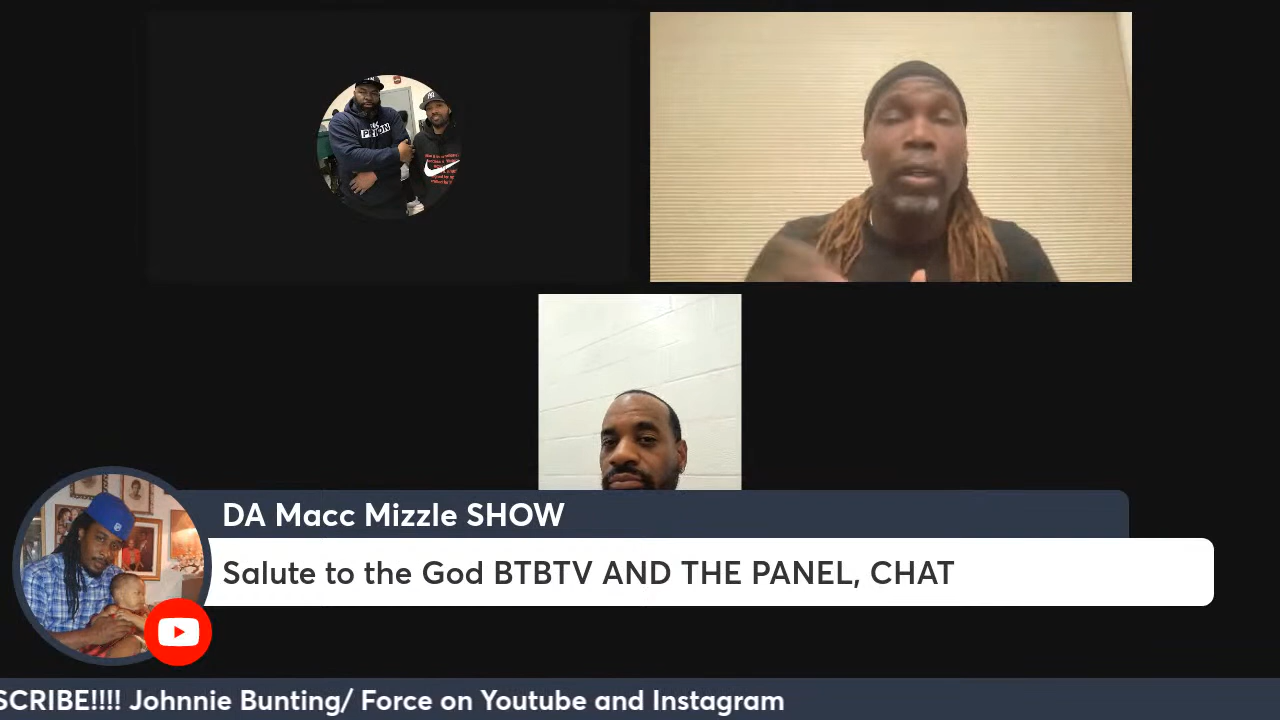 DA Macc Mizzle SHOW
Salute to the God BTBTV AND THE PANEL, CHAT
SCRIBE!!!! Johnnie Bunting/ Force on Youtube and Instagram